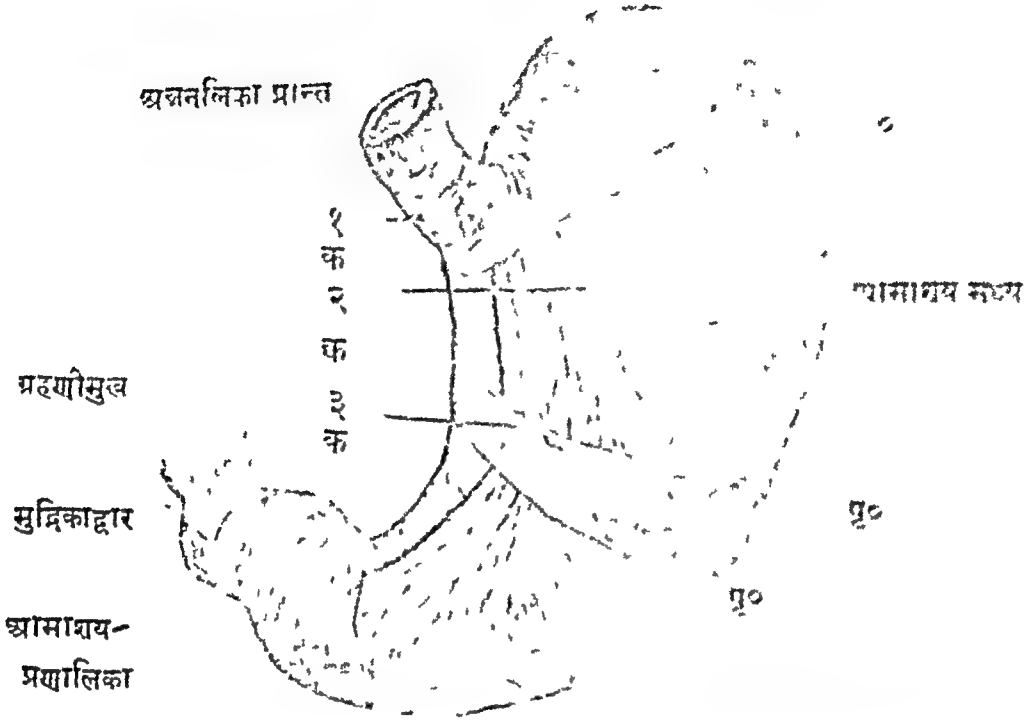 अन्ननलिका प्रान्त
१
क
२
क
३
क
आमाशय मध्य
ग्रहणीमुख
मुद्रिकाद्वार
पृ०
पृ०
आमाशय-
प्रणालिका